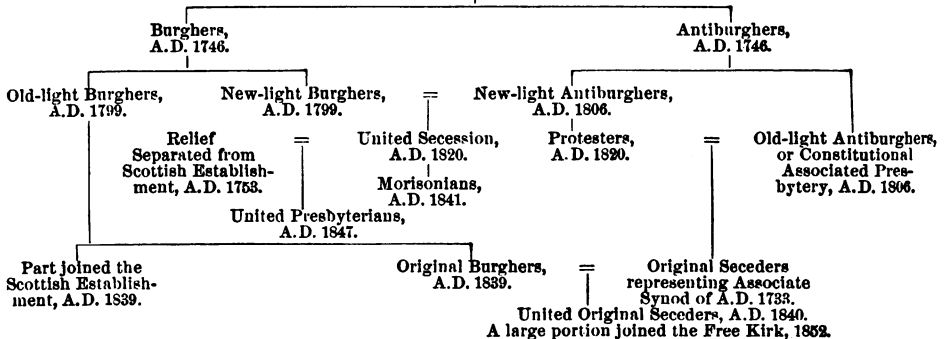 Burghers,
A.D. 1746.
Antiburghers,
A.D. 1746.
Old-light Burghers,
A.D. 1799.
New-light Burghers,
A.D. 1799.
=
New-light Antiburghers,
A.D. 1806.
Relief
Separated from
Scottish Establish-
ment, A.D. 1753.
=
United Secession,
A.D. 1820.
Morisonians,
A.D. 1841.
Protesters,
A.D. 1820.
=
Old-light Antiburghers,
or Constitutional
Associated Pres-
bytery, A.D. 1806.
United Presbyterians,
A.D. 1847.
Part joined the
Scottish Establish-
ment, A.D. 1839.
Original Burghers,
A.D. 1839.
=
Original Seceders
representing Associate
Synod of A.D. 1733.
United Original Seceders, A.D. 1840.
A large portion joined the Free Kirk, 1852.